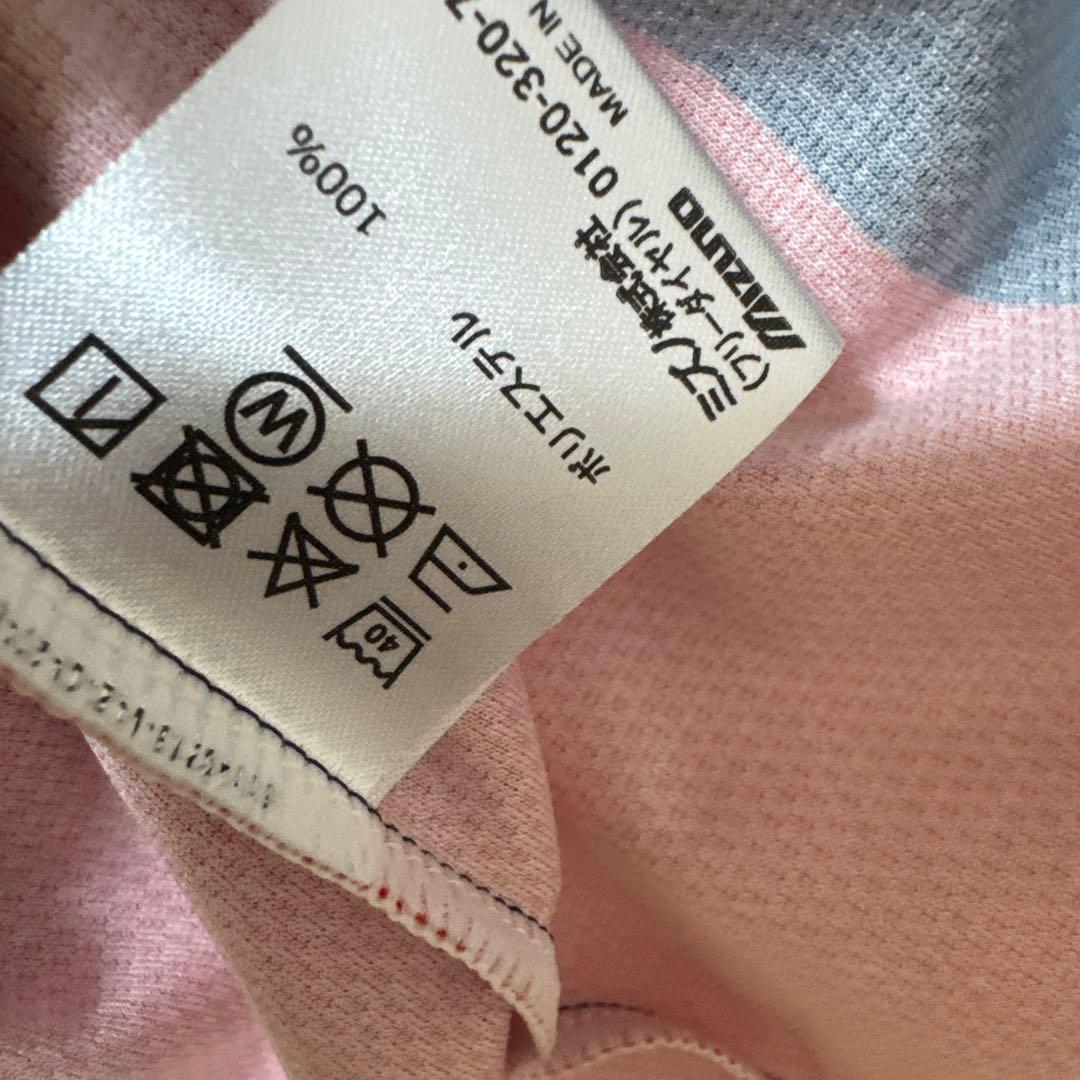 40
W
ポリエステル 100%
MIZUNO
ミズノ株式会社
(フリーダイヤル) 0120-320-7
MADE IN